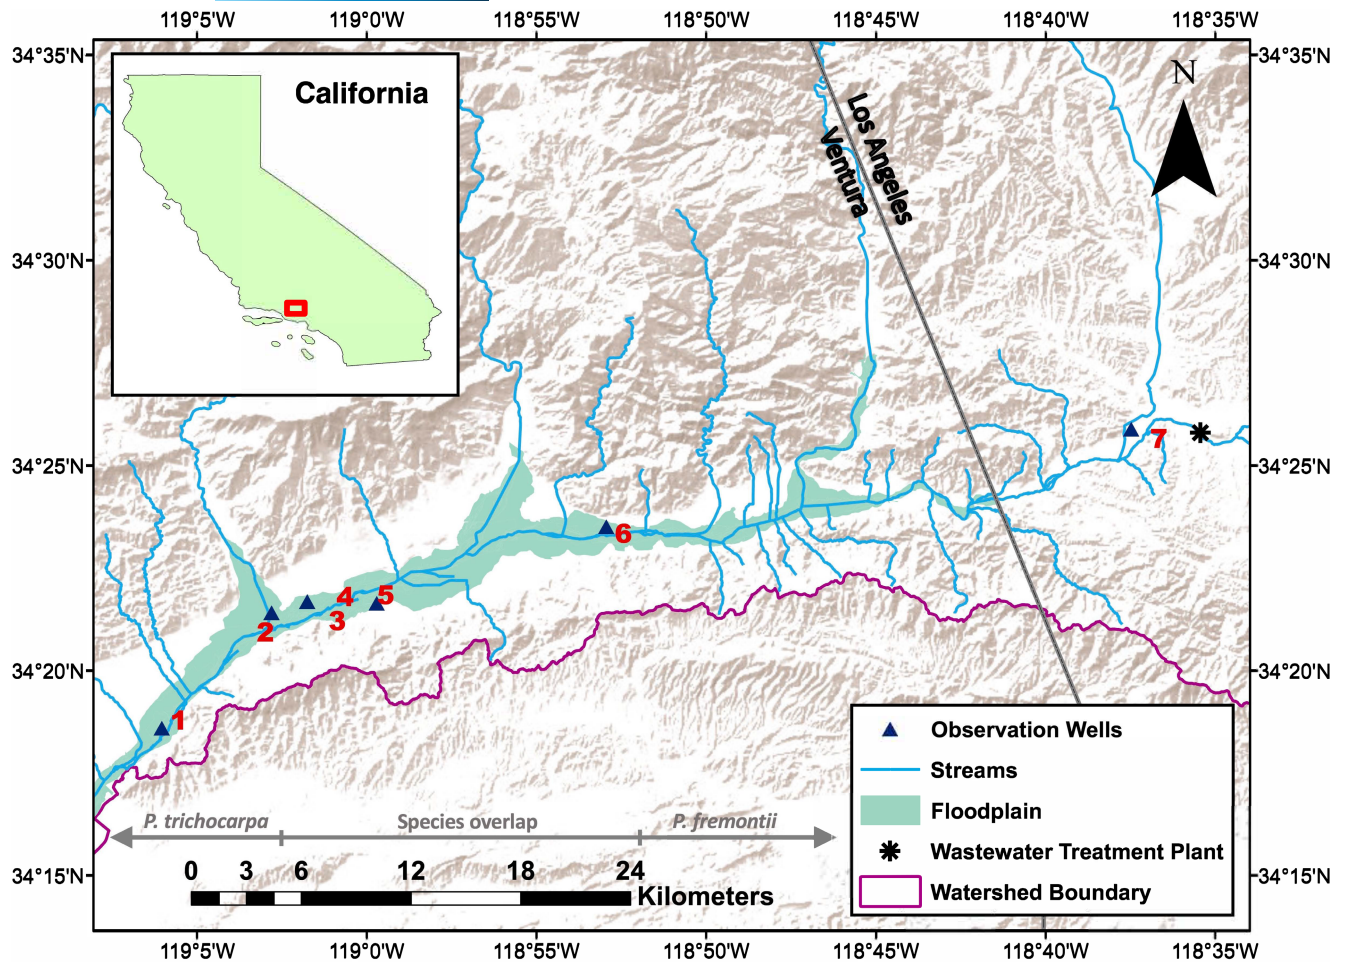 119°5'W 119°0'W 118°55'W 118°50'W 118°45'W 118°40'W 118°35'W
34°35'N 34°35'N
California
N
Los Angeles
Ventura
34°30'N 34°30'N
34°25'N 34°25'N
7
6
5
4
3
2
34°20'N 34°20'N
1
Observation Wells
Streams
Floodplain
Wastewater Treatment Plant
Watershed Boundary
P. trichocarpa Species overlap P. fremontii
0 3 6 12 18 24
Kilometers
34°15'N 34°15'N
119°5'W 119°0'W 118°55'W 118°50'W 118°45'W 118°40'W 118°35'W